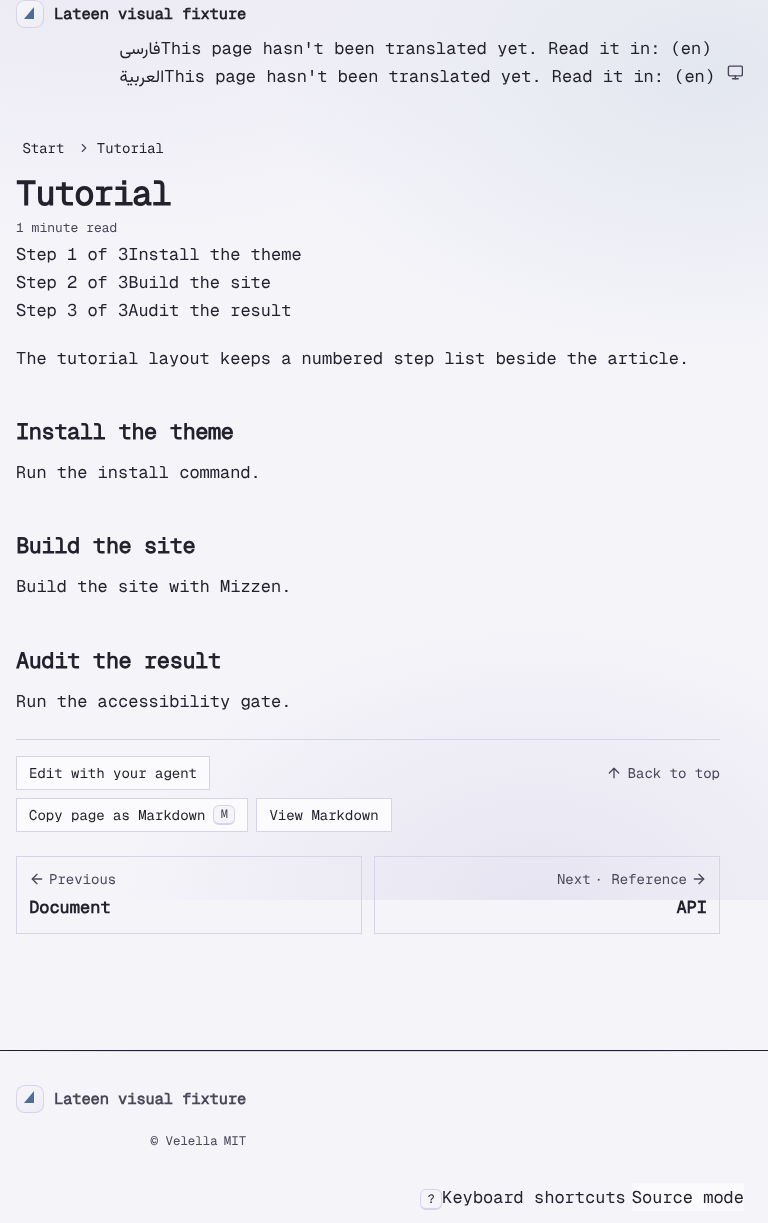 Lateen visual fixture
فارسیThis page hasn't been translated yet. Read it in: (en)
العربيةThis page hasn't been translated yet. Read it in: (en)
Start > Tutorial
Tutorial
1 minute read
Step 1 of 3Install the theme
Step 2 of 3Build the site
Step 3 of 3Audit the result
The tutorial layout keeps a numbered step list beside the article.
Install the theme
Run the install command.
Build the site
Build the site with Mizzen.
Audit the result
Run the accessibility gate.
Edit with your agent
↑ Back to top
Copy page as Markdown M
View Markdown
← Previous
Document
Next · Reference →
API
Lateen visual fixture
© Velella MIT
? Keyboard shortcuts Source mode